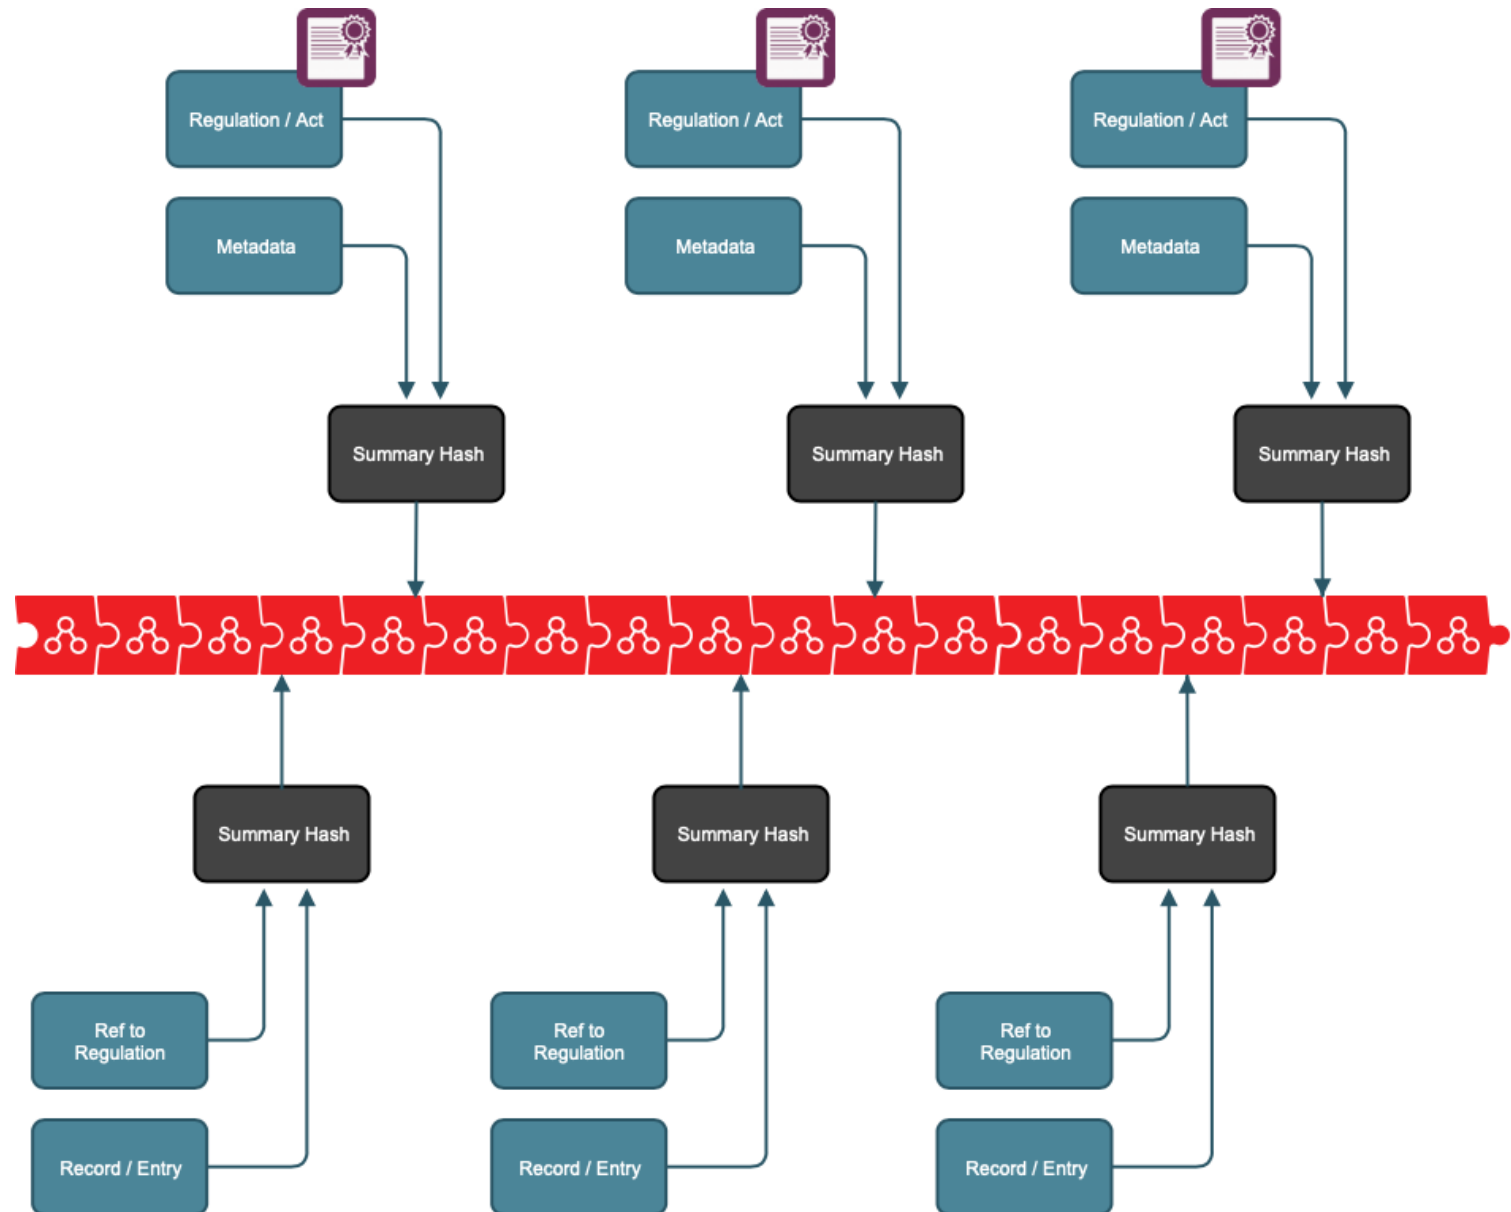 Regulation / Act
Regulation / Act
Regulation / Act
Metadata
Metadata
Metadata
Summary Hash
Summary Hash
Summary Hash
Summary Hash
Summary Hash
Summary Hash
Ref to
Regulation
Ref to
Regulation
Ref to
Regulation
Record / Entry
Record / Entry
Record / Entry